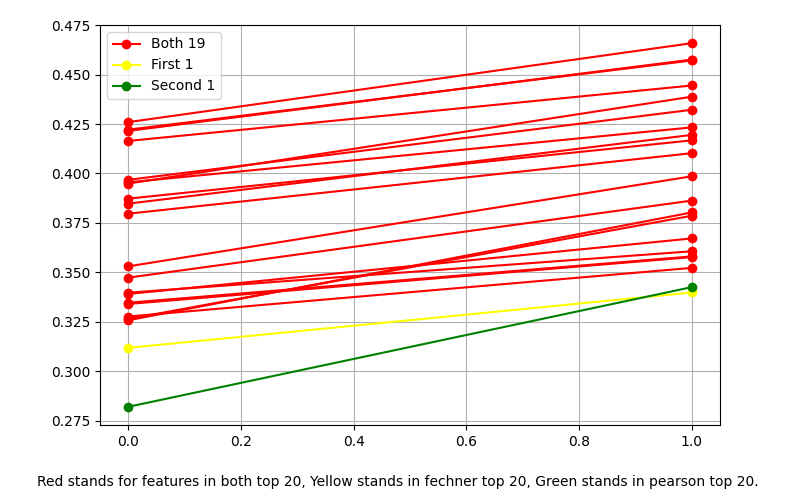 0.475
0.450
0.425
0.400
0.375
0.350
0.325
0.300
0.275
Both 19
First 1
Second 1
0.0 0.2 0.4 0.6 0.8 1.0
Red stands for features in both top 20, Yellow stands in fechner top 20, Green stands in pearson top 20.